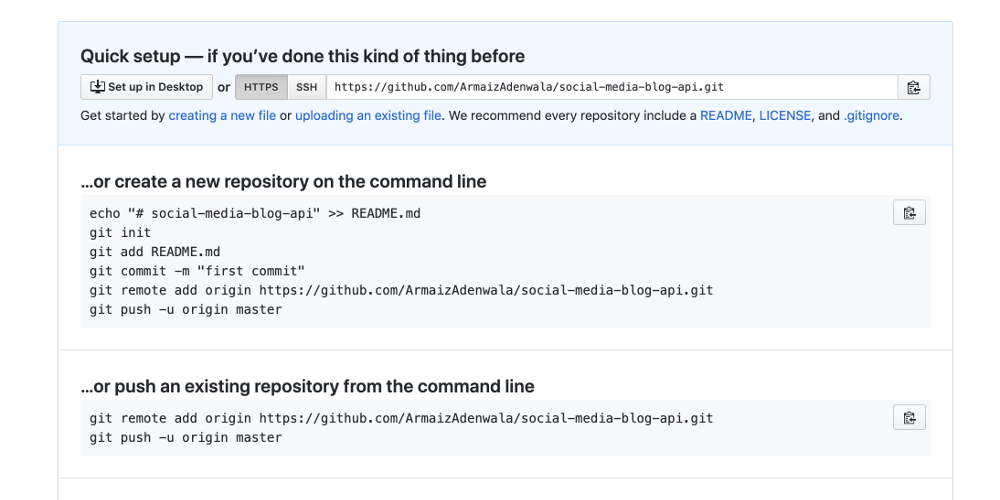 Quick setup — if you’ve done this kind of thing before
Set up in Desktop or HTTPS SSH https://github.com/ArmaizAdenwala/social-media-blog-api.git
Get started by creating a new file or uploading an existing file. We recommend every repository include a README, LICENSE, and .gitignore.
…or create a new repository on the command line
echo "# social-media-blog-api" >> README.md
git init
git add README.md
git commit -m "first commit"
git remote add origin https://github.com/ArmaizAdenwala/social-media-blog-api.git
git push -u origin master
…or push an existing repository from the command line
git remote add origin https://github.com/ArmaizAdenwala/social-media-blog-api.git
git push -u origin master